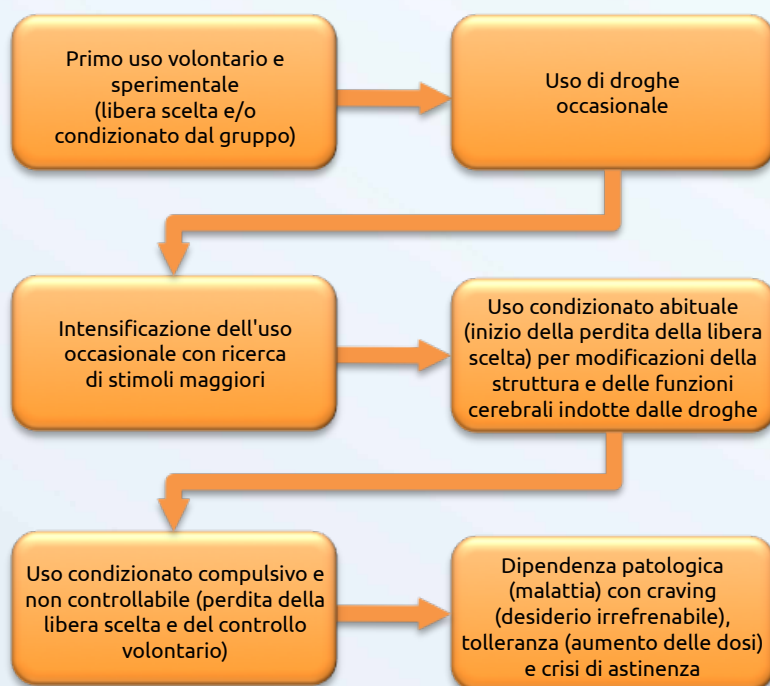 Primo uso volontario e
sperimentale
(libera scelta e/o
condizionato dal gruppo)
Uso di droghe
occasionale
Intensificazione dell'uso
occasionale con ricerca
di stimoli maggiori
Uso condizionato abituale
(inizio della perdita della libera
scelta) per modificazioni della
struttura e delle funzioni
cerebrali indotte dalle droghe
Uso condizionato compulsivo e
non controllabile (perdita della
libera scelta e del controllo
volontario)
Dipendenza patologica
(malattia) con craving
(desiderio irrefrenabile),
tolleranza (aumento delle dosi)
e crisi di astinenza